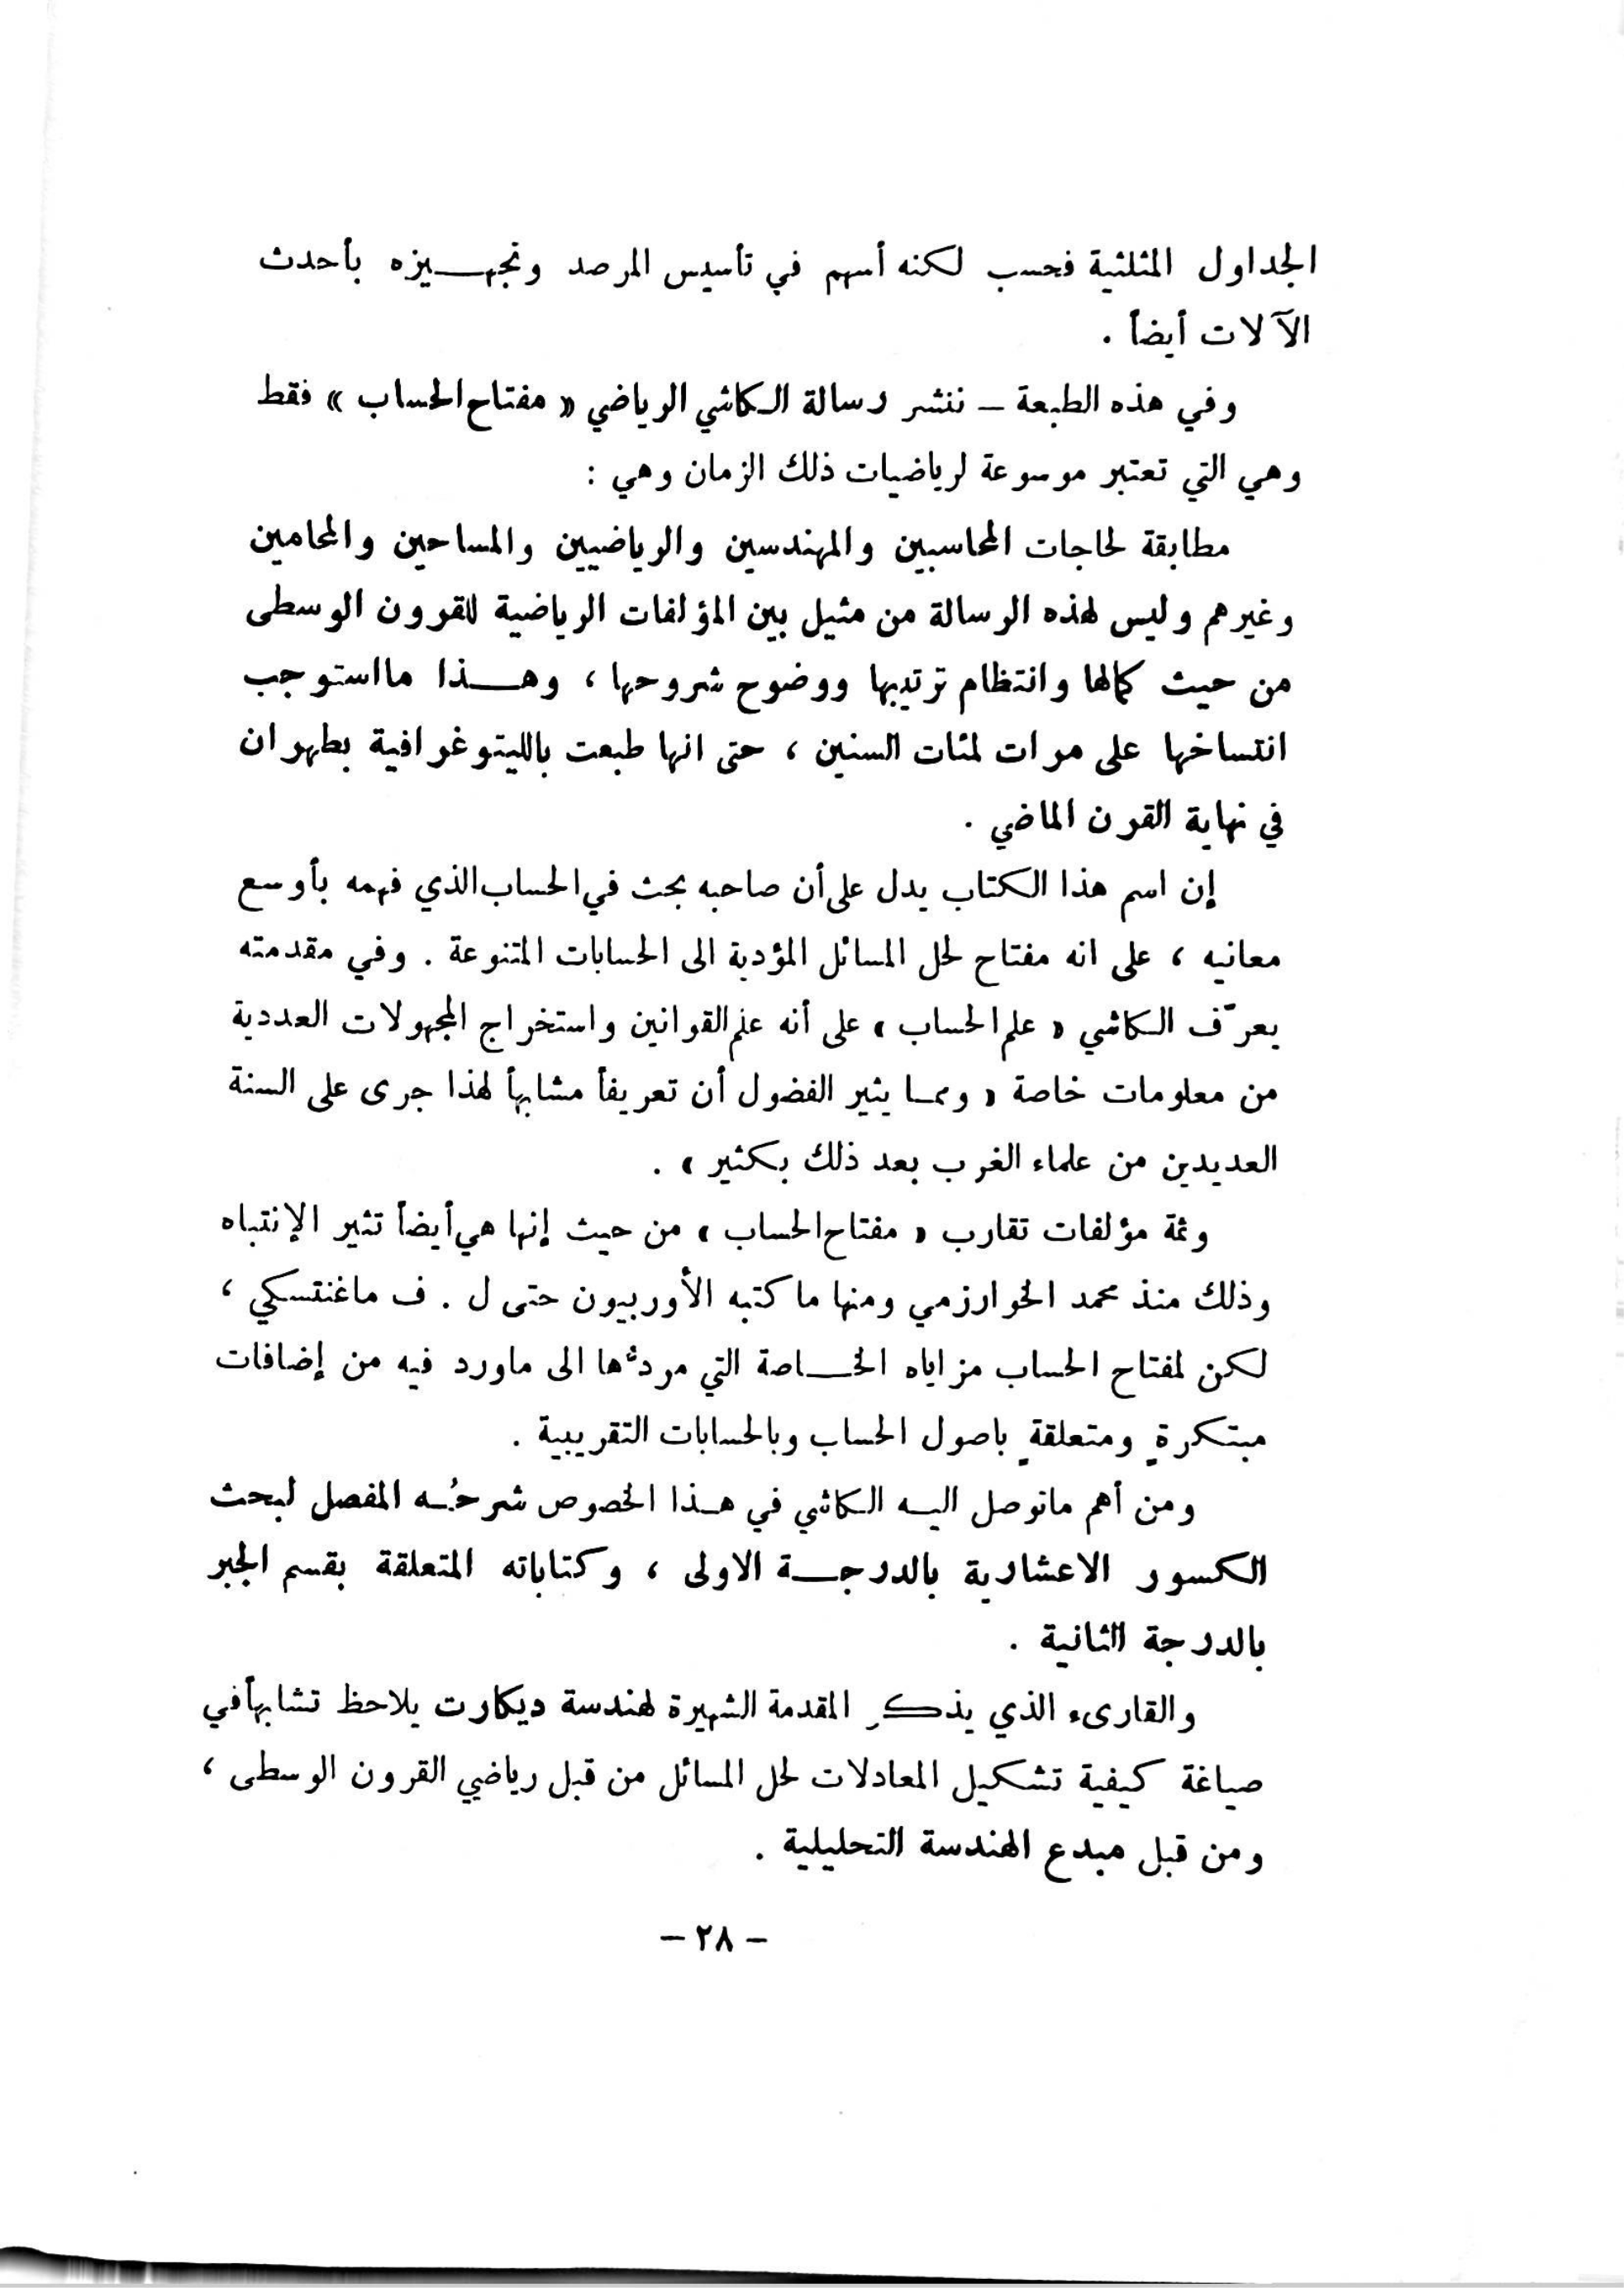 الجداول المثلثية فحسب لكنه أسهم في تأسيس المرصد وتجهيزه بأحدث
الآلات أيضاً .
وفي هذه الطبعة – ننشر رسالة الكاشي الرياضي « مفتاح الحساب » فقط
وهي التي تعتبر موسوعة لرياضيات ذلك الزمان وهي :
مطابقة لحاجات المحاسبين والمهندسين والرياضيين والمساحين والمحامين
وغيرهم وليس لهذه الرسالة من مثيل بين المؤلفات الرياضية للقرون الوسطى
من حيث كمالها وانتظام ترتيبها ووضوح شروحها ، وهذا مااستوجب
انتساخها على مرات لمئات السنين ، حتى انها طبعت بالليتوغرافية بطهران
في نهاية القرن الماضي .
إن اسم هذا الكتاب يدل على أن صاحبه بحث في الحساب الذي فهمه بأوسع
معانيه ، على انه مفتاح لحل المسائل المؤدية الى الحسابات المتنوعة . وفي مقدمته
يعرّف الكاشي « علم الحساب » على أنه علم القوانين واستخراج المجهولات العددية
من معلومات خاصة « ومما يثير الفضول أن تعريفاً مشابهاً لهذا جرى على السنة
العديدين من علماء الغرب بعد ذلك بكثير » .
وثمة مؤلفات تقارب « مفتاح الحساب » من حيث إنها هي أيضاً تثير الإنتباه
وذلك منذ محمد الخوارزمي ومنها ما كتبه الأوربيون حتى ل . ف ماغنتسكي ،
لكن لمفتاح الحساب مزاياه الخاصة التي مردُّها الى ماورد فيه من إضافات
مبتكرةٍ ومتعلقةٍ باصول الحساب وبالحسابات التقريبية .
ومن أهم ماتوصل اليه الكاشي في هذا الخصوص شرحُه المفصل لبحث
الكسور الاعشارية بالدرجة الاولى ، وكتاباته المتعلقة بقسم الجبر
بالدرجة الثانية .
والقارىء الذي يذكر المقدمة الشهيرة لهندسة ديكارت يلاحظ تشابهاً في
صياغة كيفية تشكيل المعادلات لحل المسائل من قبل رياضيي القرون الوسطى ،
ومن قبل مبدع الهندسة التحليلية .
– ٢٨ –